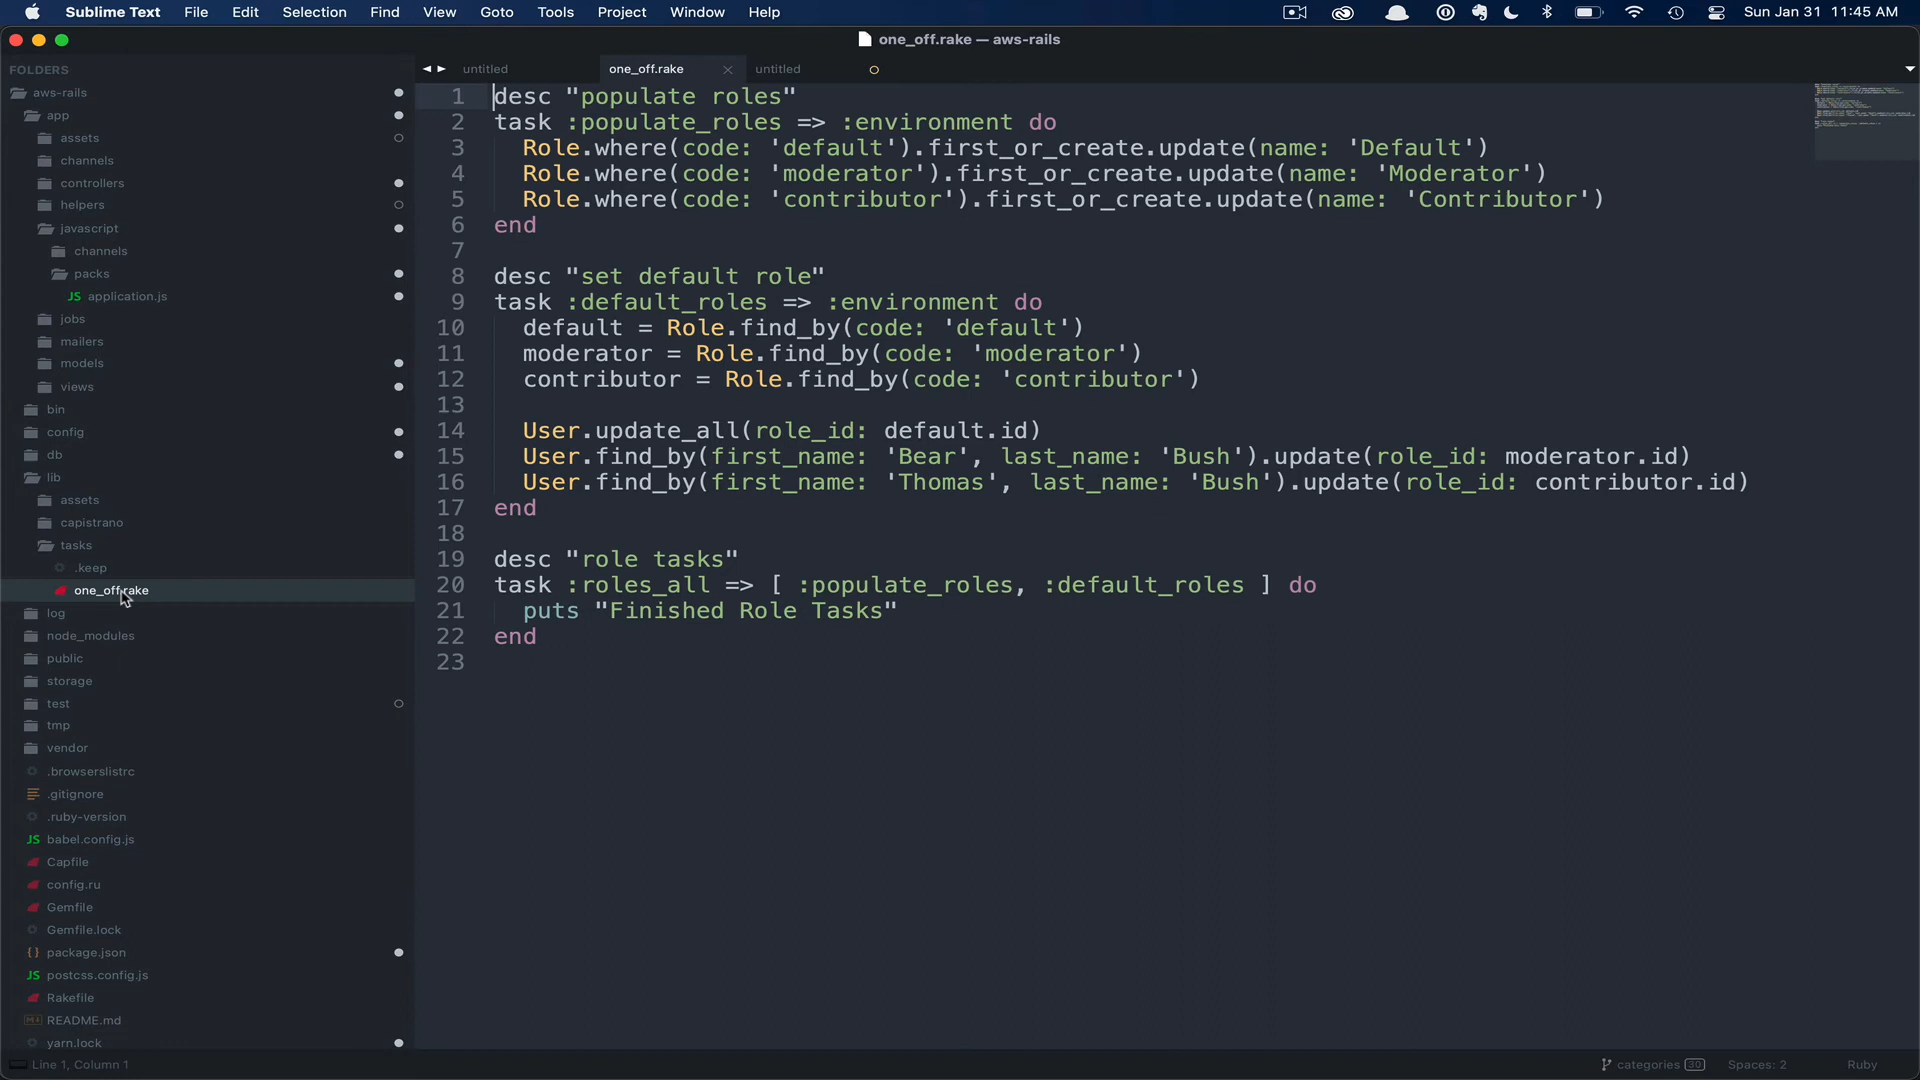 Sublime Text File Edit Selection Find View Goto Tools Project Window Help Sun Jan 31 11:45 AM
one_off.rake — aws-rails
FOLDERS
aws-rails
app
assets
channels
controllers
helpers
javascript
channels
packs
JS application.js
jobs
mailers
models
views
bin
config
db
lib
assets
capistrano
tasks
.keep
one_off.rake
log
node_modules
public
storage
test
tmp
vendor
.browserslistrc
.gitignore
.ruby-version
JS babel.config.js
Capfile
config.ru
Gemfile
Gemfile.lock
{} package.json
JS postcss.config.js
Rakefile
README.md
yarn.lock
untitled one_off.rake untitled
1 desc "populate roles"
2 task :populate_roles => :environment do
3 Role.where(code: 'default').first_or_create.update(name: 'Default')
4 Role.where(code: 'moderator').first_or_create.update(name: 'Moderator')
5 Role.where(code: 'contributor').first_or_create.update(name: 'Contributor')
6 end
7
8 desc "set default role"
9 task :default_roles => :environment do
10 default = Role.find_by(code: 'default')
11 moderator = Role.find_by(code: 'moderator')
12 contributor = Role.find_by(code: 'contributor')
13
14 User.update_all(role_id: default.id)
15 User.find_by(first_name: 'Bear', last_name: 'Bush').update(role_id: moderator.id)
16 User.find_by(first_name: 'Thomas', last_name: 'Bush').update(role_id: contributor.id)
17 end
18
19 desc "role tasks"
20 task :roles_all => [ :populate_roles, :default_roles ] do
21 puts "Finished Role Tasks"
22 end
23
Line 1, Column 1 categories 30 Spaces: 2 Ruby